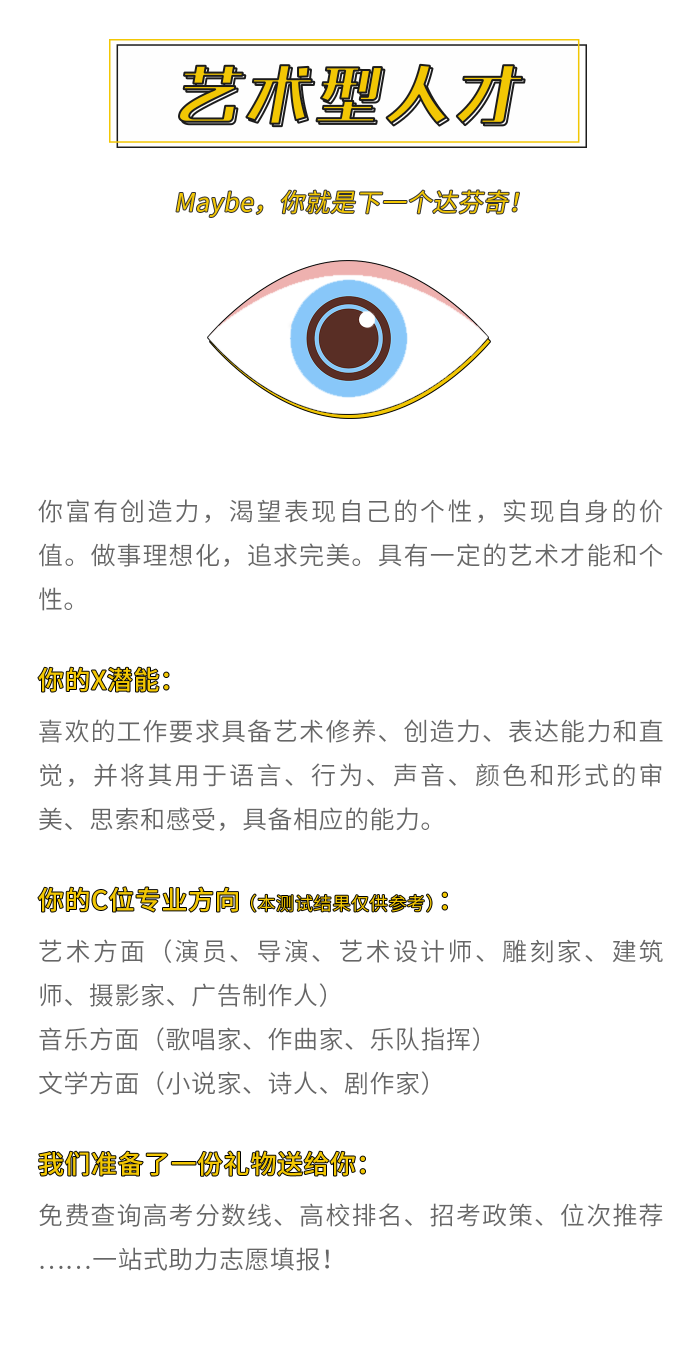 艺术型人才
Maybe，你就是下一个达芬奇！
你富有创造力，渴望表现自己的个性，实现自身的价
值。做事理想化，追求完美。具有一定的艺术才能和个
性。
你的X潜能：
喜欢的工作要求具备艺术修养、创造力、表达能力和直
觉，并将其用于语言、行为、声音、颜色和形式的审
美、思索和感受，具备相应的能力。
你的C位专业方向（本测试结果仅供参考）：
艺术方面（演员、导演、艺术设计师、雕刻家、建筑
师、摄影家、广告制作人）
音乐方面（歌唱家、作曲家、乐队指挥）
文学方面（小说家、诗人、剧作家）
我们准备了一份礼物送给你：
免费查询高考分数线、高校排名、招考政策、位次推荐
……一站式助力志愿填报！